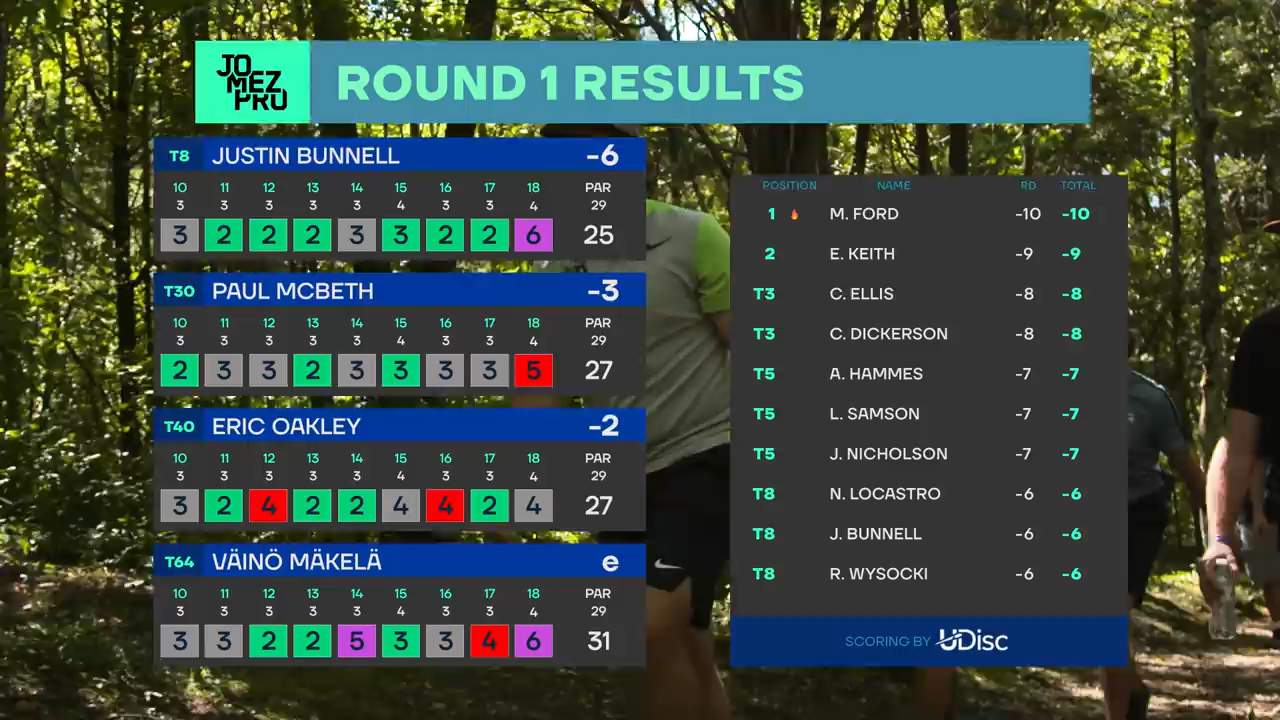 JO
MEZ
PRO
ROUND 1 RESULTS
T8 JUSTIN BUNNELL -6
10 11 12 13 14 15 16 17 18 PAR
3 3 3 3 3 4 3 3 4 29
3 2 2 2 3 3 2 2 6 25
T30 PAUL MCBETH -3
10 11 12 13 14 15 16 17 18 PAR
3 3 3 3 3 4 3 3 4 29
2 3 3 2 3 3 3 3 5 27
T40 ERIC OAKLEY -2
10 11 12 13 14 15 16 17 18 PAR
3 3 3 3 3 4 3 3 4 29
3 2 4 2 2 4 4 2 4 27
T64 VÄINÖ MÄKELÄ e
10 11 12 13 14 15 16 17 18 PAR
3 3 3 3 3 4 3 3 4 29
3 3 2 2 5 3 3 4 6 31
POSITION NAME RD TOTAL
1 M. FORD -10 -10
2 E. KEITH -9 -9
T3 C. ELLIS -8 -8
T3 C. DICKERSON -8 -8
T5 A. HAMMES -7 -7
T5 L. SAMSON -7 -7
T5 J. NICHOLSON -7 -7
T8 N. LOCASTRO -6 -6
T8 J. BUNNELL -6 -6
T8 R. WYSOCKI -6 -6
SCORING BY UDisc